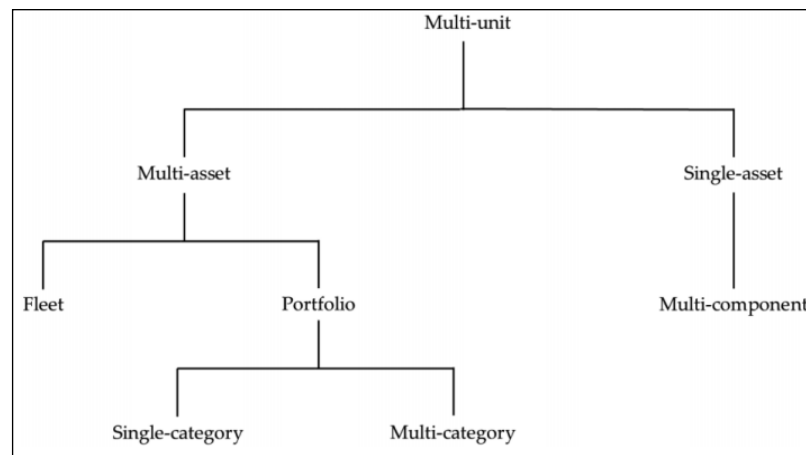 Multi-unit
Multi-asset
Single-asset
Fleet
Portfolio
Multi-component
Single-category
Multi-category